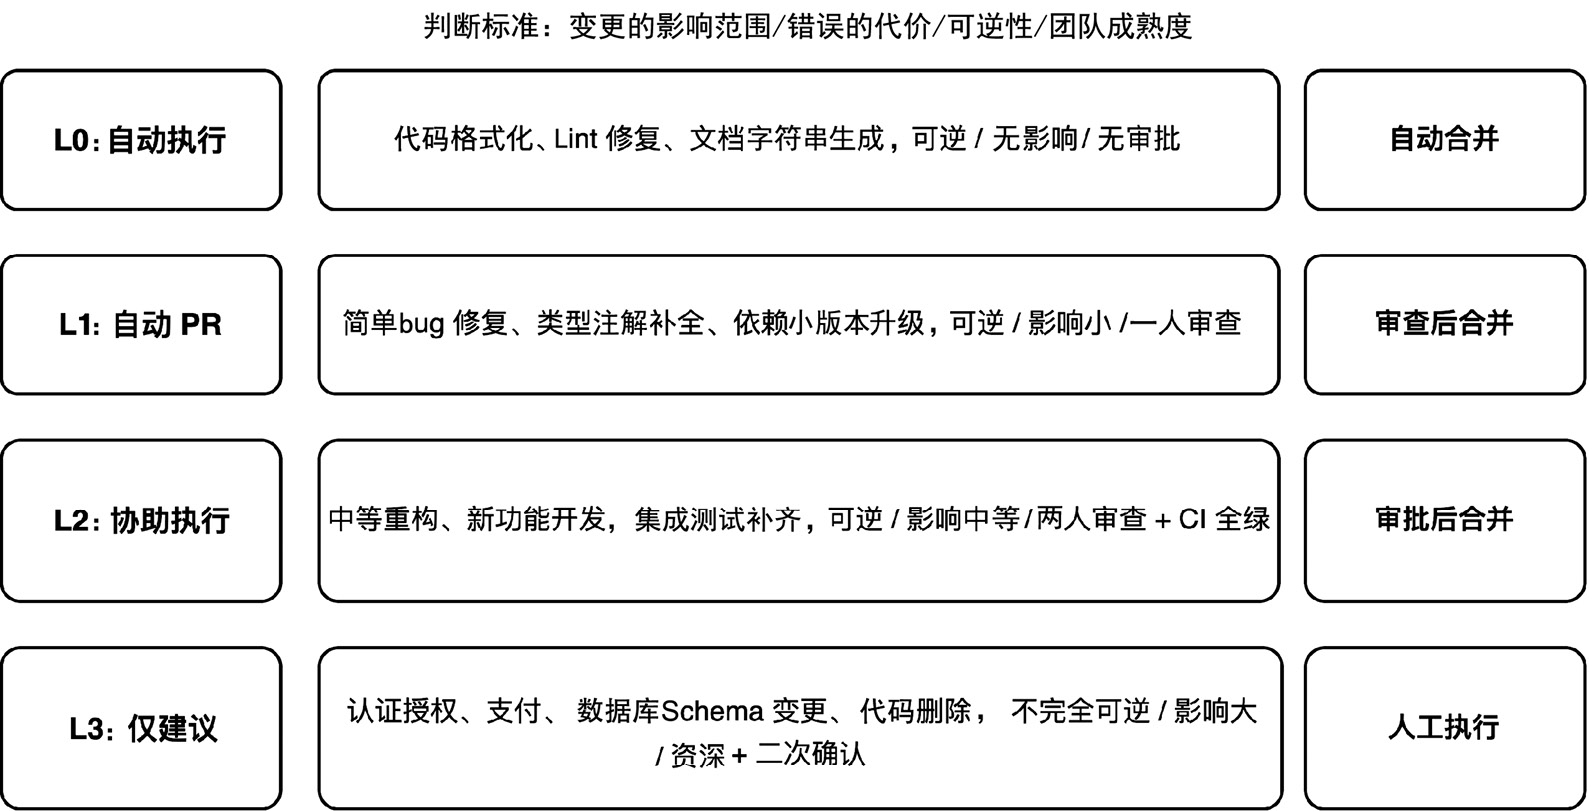 判断标准：变更的影响范围/错误的代价/可逆性/团队成熟度
L0：自动执行
代码格式化、Lint 修复、文档字符串生成，可逆 / 无影响 / 无审批
自动合并
L1：自动 PR
简单bug 修复、类型注解补全、依赖小版本升级，可逆 / 影响小 /一人审查
审查后合并
L2：协助执行
中等重构、新功能开发，集成测试补齐，可逆 / 影响中等 / 两人审查 + CI 全绿
审批后合并
L3：仅建议
认证授权、支付、 数据库Schema 变更、代码删除， 不完全可逆 / 影响大
/ 资深 + 二次确认
人工执行